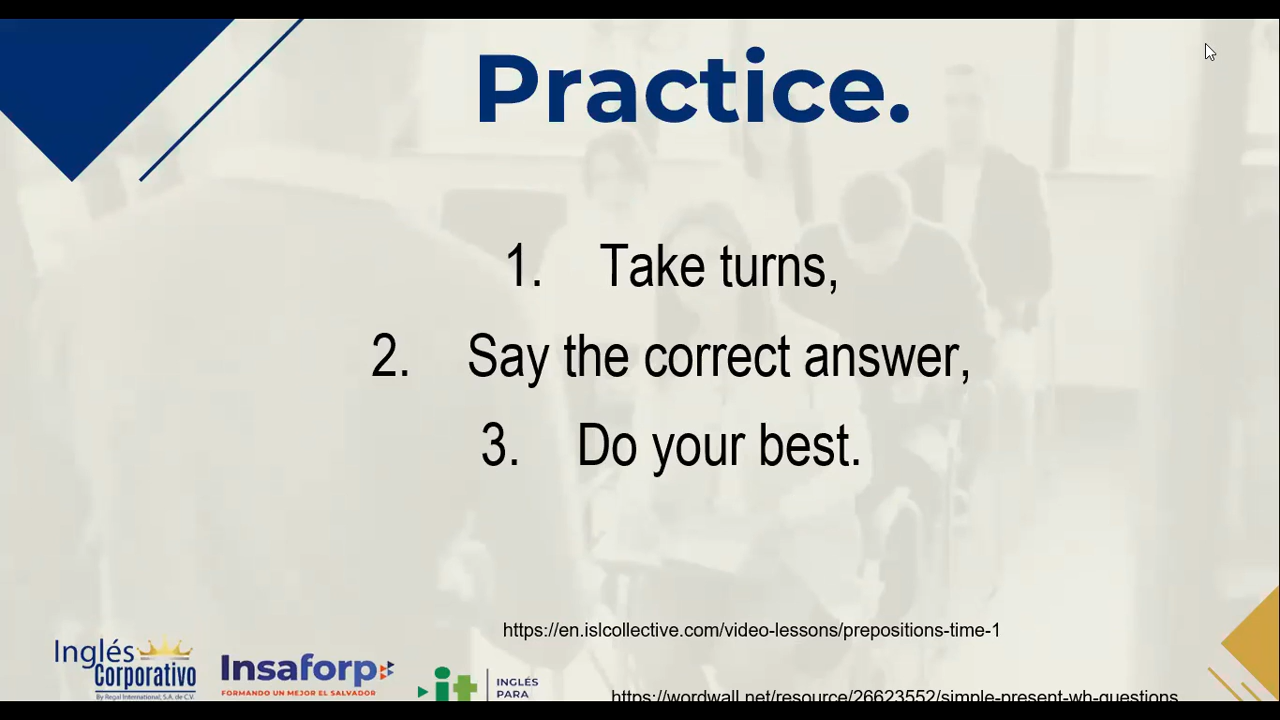 Practice.
1. Take turns,
2. Say the correct answer,
3. Do your best.
https://en.islcollective.com/video-lessons/prepositions-time-1
Inglés
Corporativo
By Regal International, S.A. de C.V.
Insaforp
FORMANDO UN MEJOR EL SALVADOR
it
INGLÉS
PARA
https://wordwall.net/resource/26623552/simple-present-wh-questions